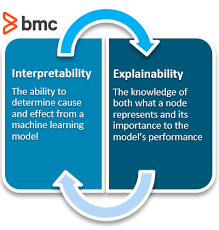 bmc
Interpretability
The ability to
determine cause
and effect from a
machine learning
model
Explainability
The knowledge of
both what a node
represents and its
importance to the
model's performance